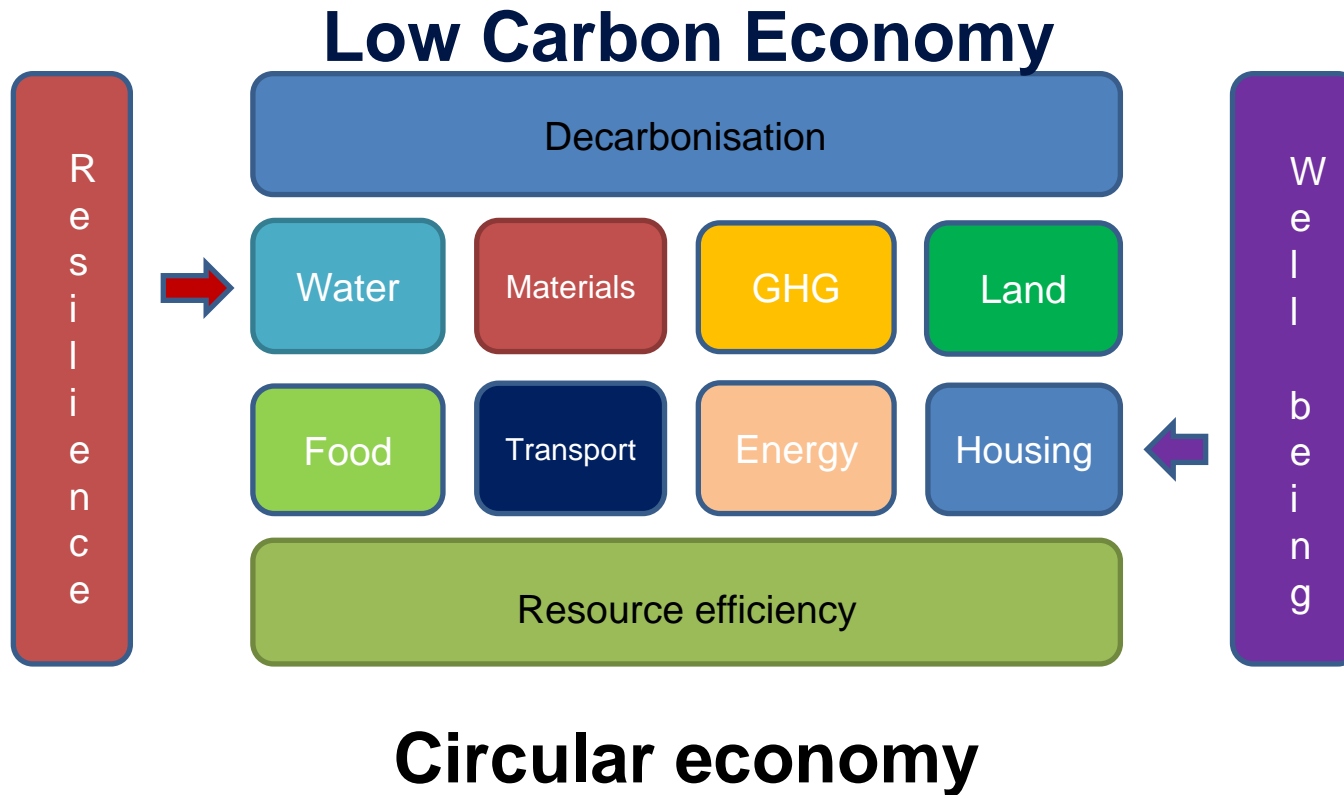 Low Carbon Economy
Resilience
Decarbonisation
Well being
Water
Materials
GHG
Land
Food
Transport
Energy
Housing
Resource efficiency
Circular economy